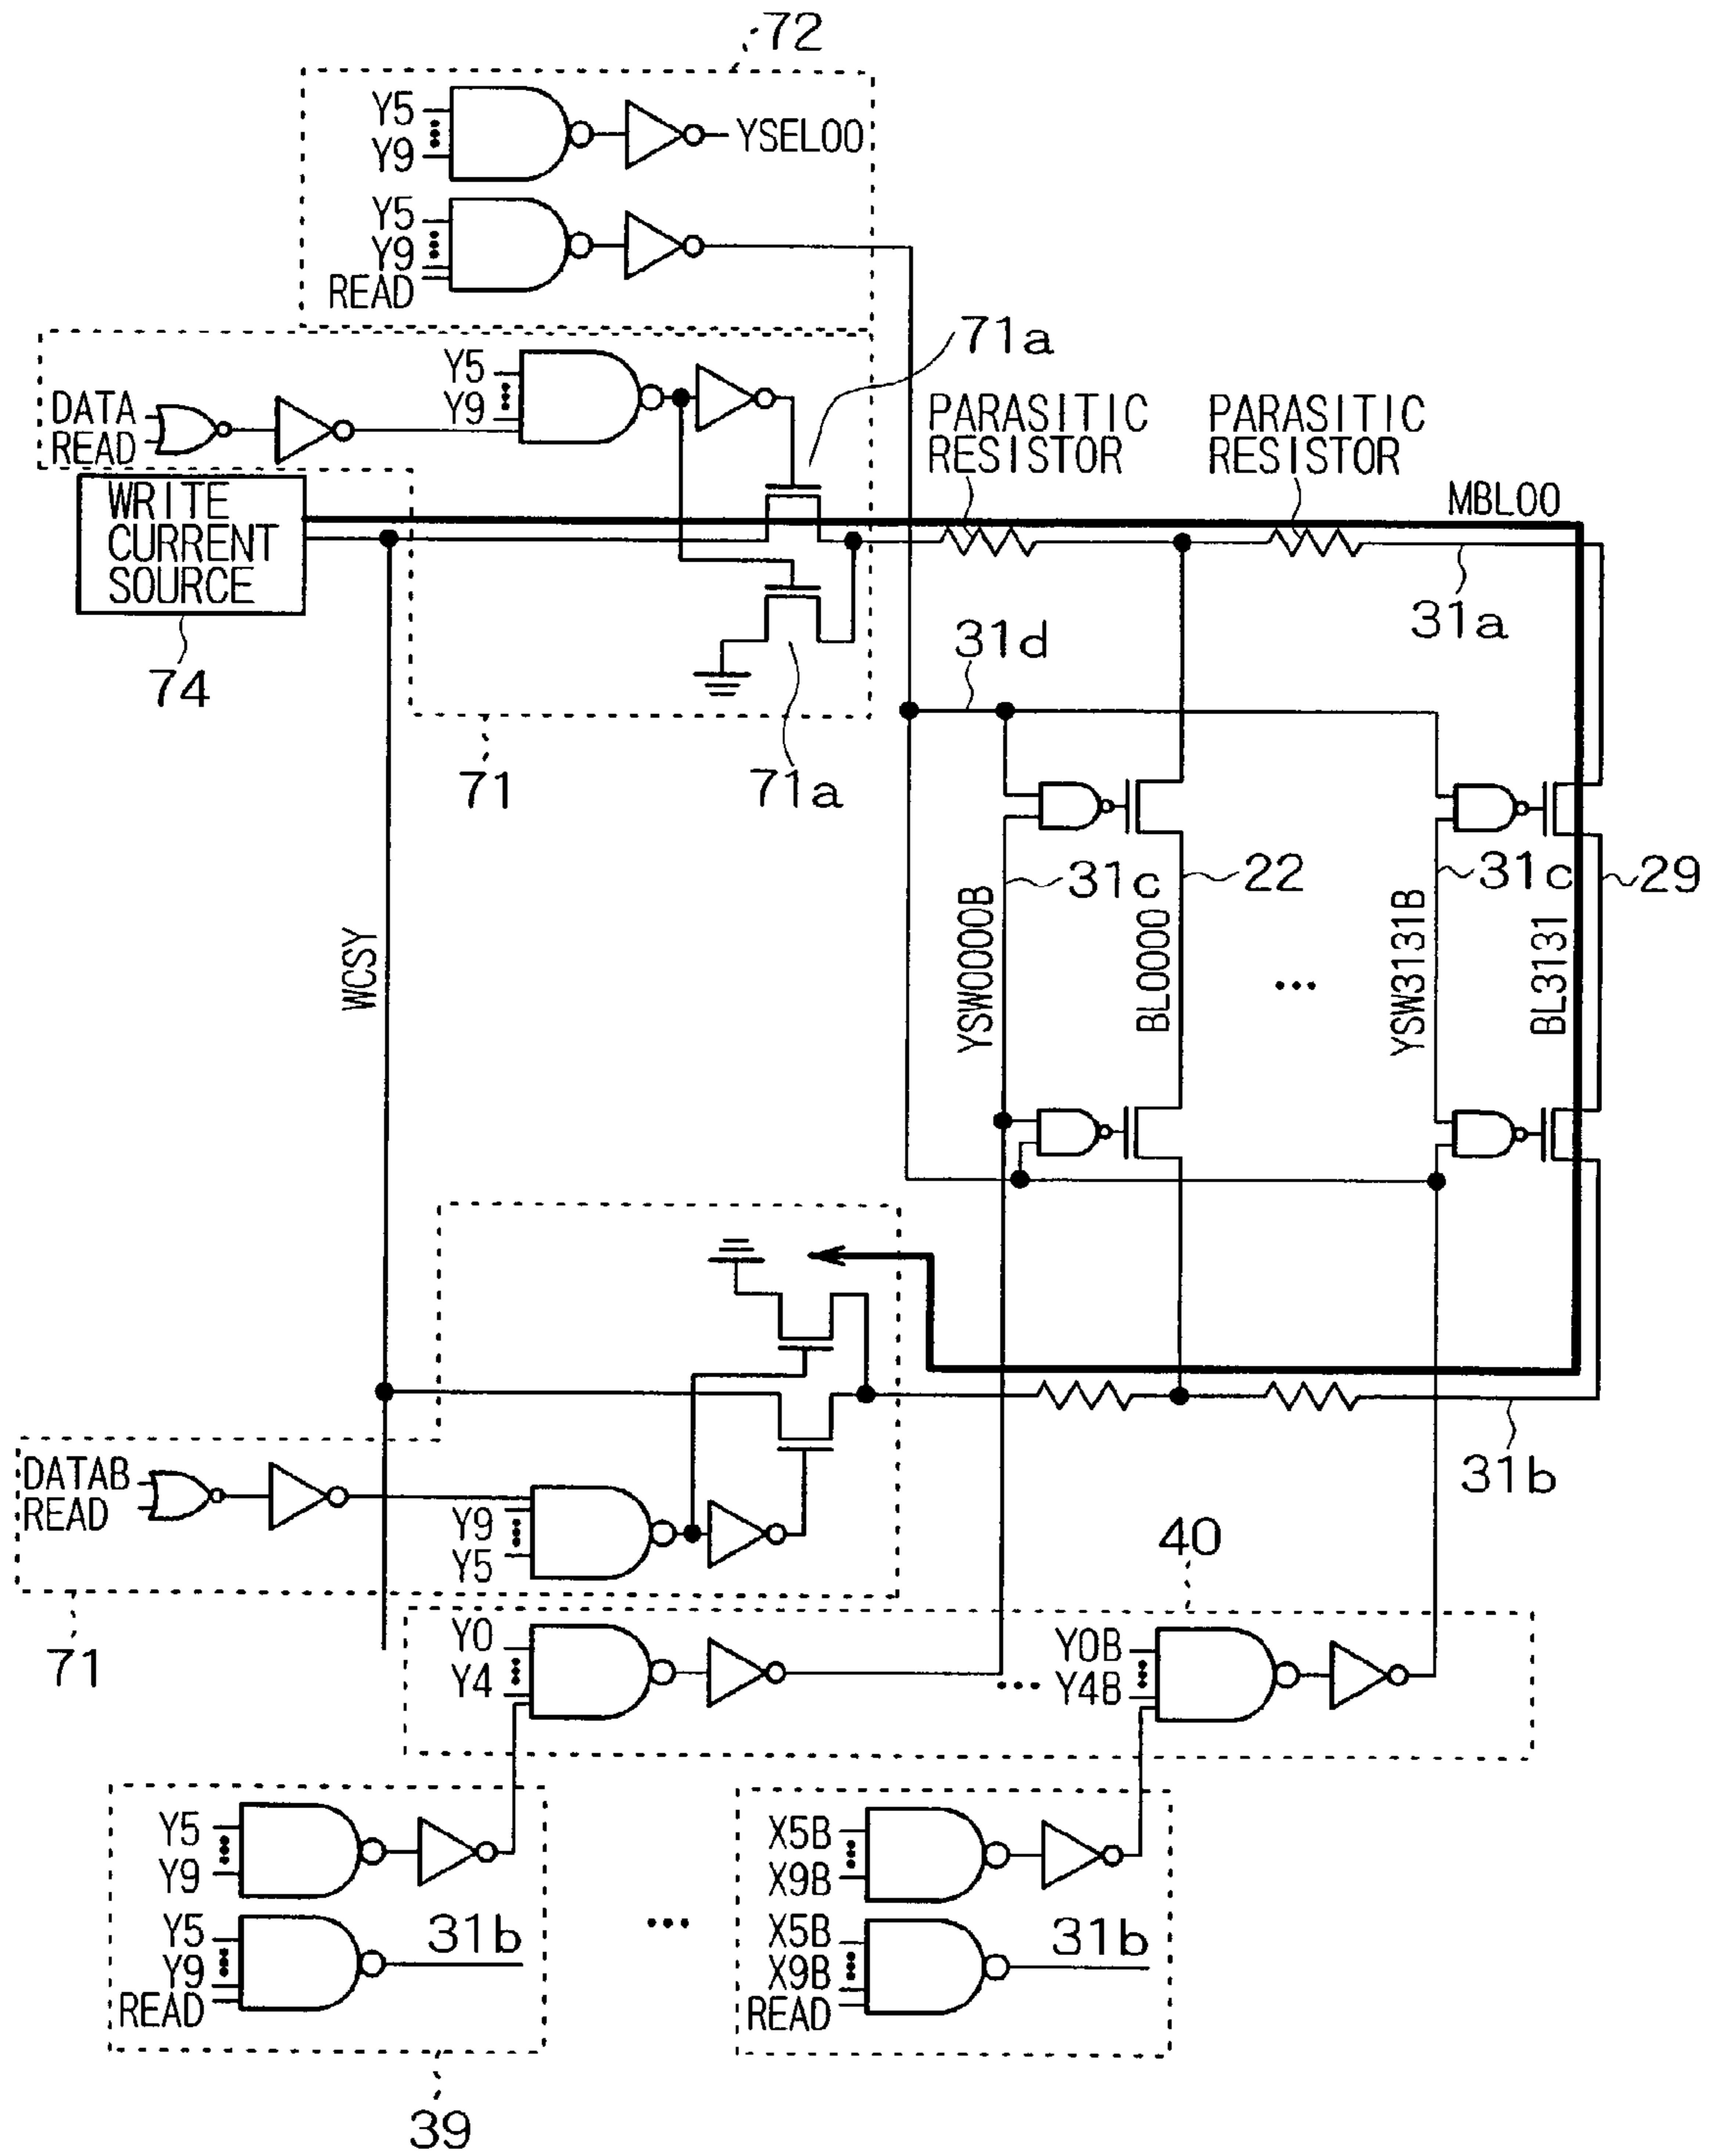 72
Y5
Y9
YSEL00
Y5
Y9
READ
71a
DATA
READ
Y5
Y9
PARASITIC
RESISTOR
PARASITIC
RESISTOR
MBL00
WRITE
CURRENT
SOURCE
74
71
71a
31a
31d
31c
22
31c
29
WCSY
YSW0000B
BL0000
...
YSW3131B
BL3131
31b
DATAB
READ
Y9
Y5
71
40
Y0
Y4
...
Y0B
Y4B
Y5
Y9
Y5
Y9
READ
31b
39
...
X5B
X9B
X5B
X9B
READ
31b